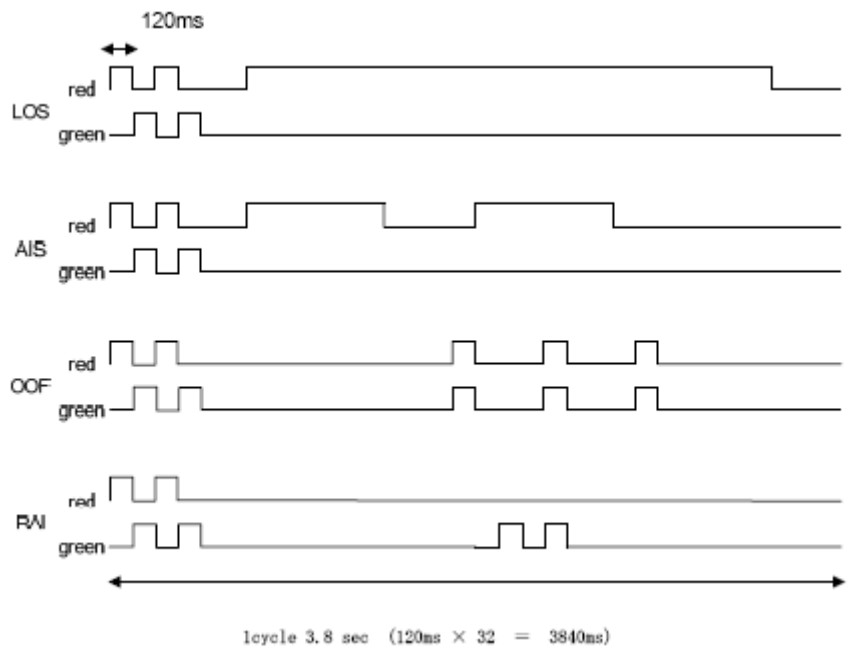 120ms
red
LOS
green
red
AIS
green
red
OOF
green
red
RAI
green
1cycle 3.8 sec (120ms × 32 = 3840ms)